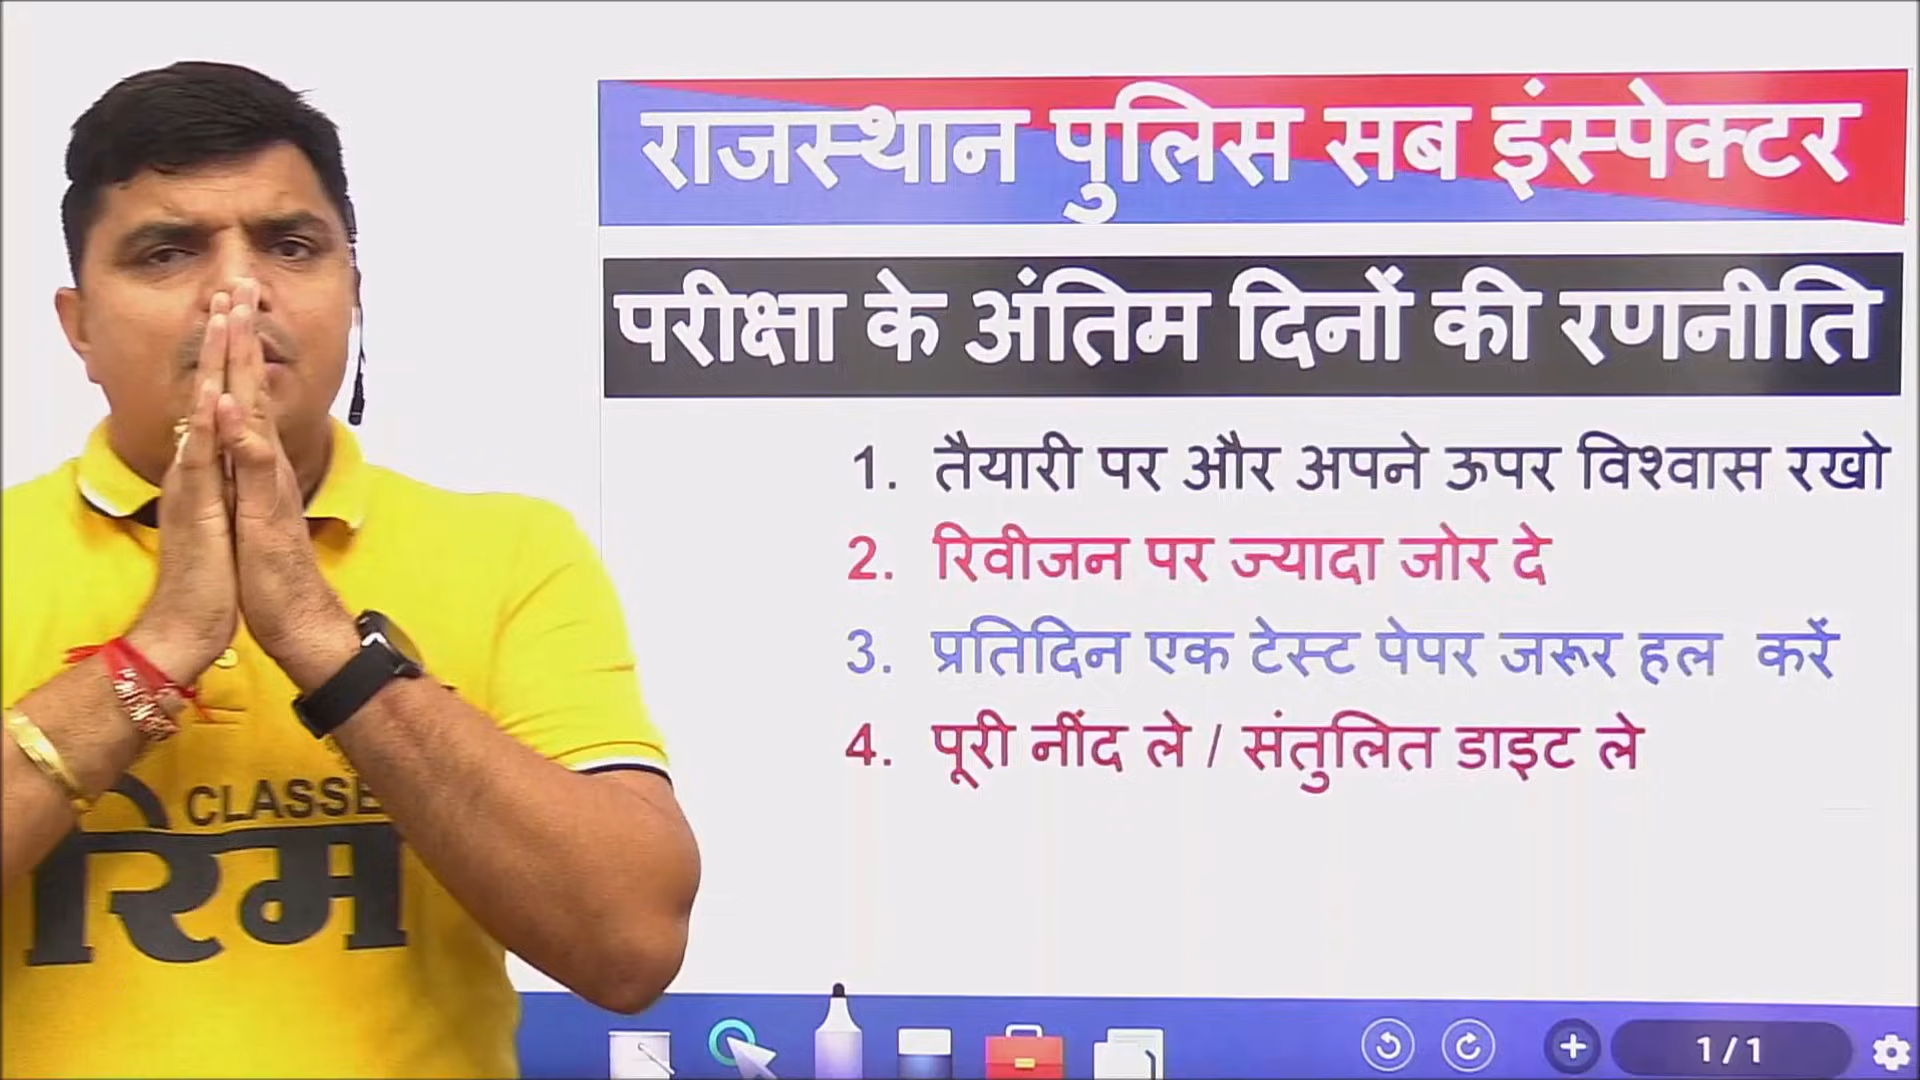 राजस्थान पुलिस सब इंस्पेक्टर
परीक्षा के अंतिम दिनों की रणनीति
1. तैयारी पर और अपने ऊपर विश्वास रखो
2. रिवीजन पर ज्यादा जोर दे
3. प्रतिदिन एक टेस्ट पेपर जरूर हल करें
4. पूरी नींद ले / संतुलित डाइट ले
CLASSE
रिम
1/1